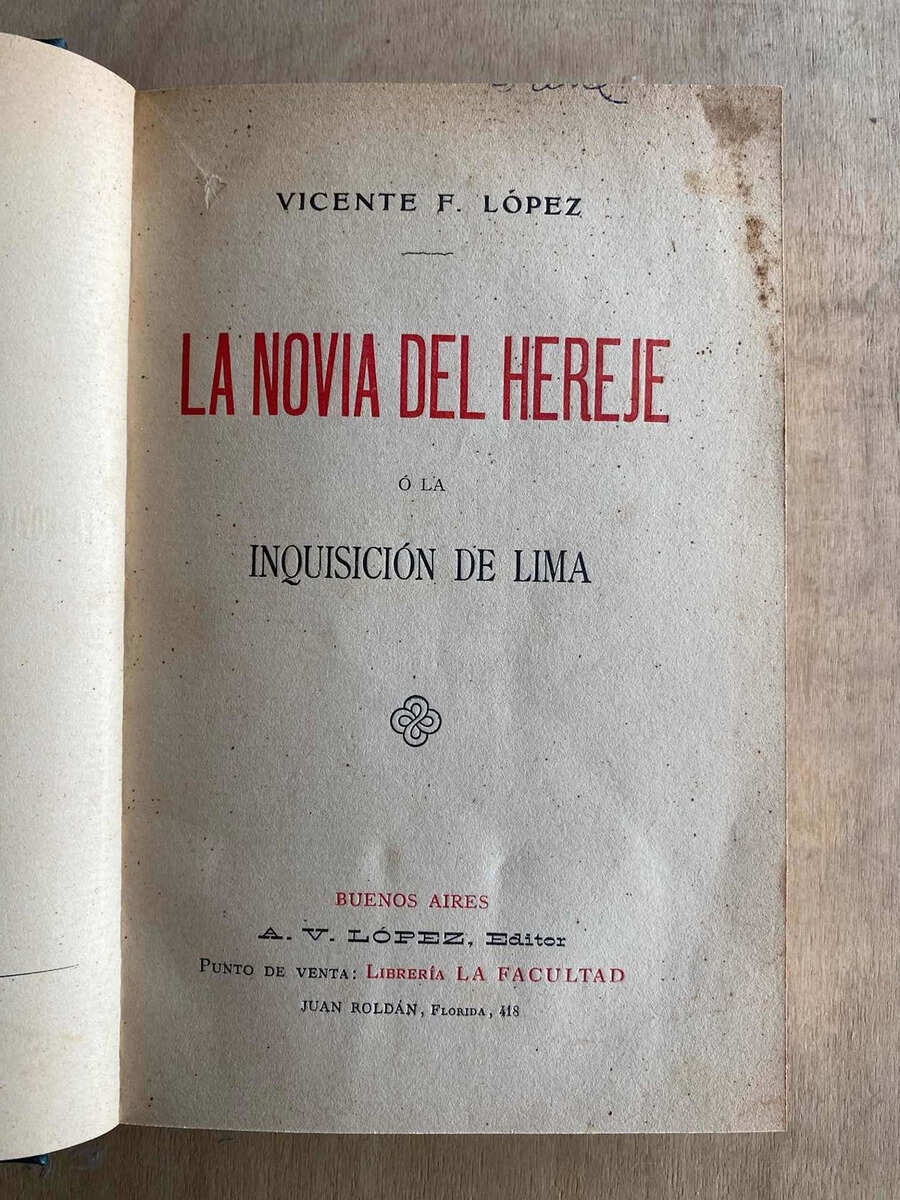 VICENTE F. LÓPEZ
LA NOVIA DEL HEREJE
Ó LA
INQUISICIÓN DE LIMA
BUENOS AIRES
A. V. LÓPEZ, Editor
PUNTO DE VENTA: LIBRERÍA LA FACULTAD
JUAN ROLDÁN, FLORIDA, 418